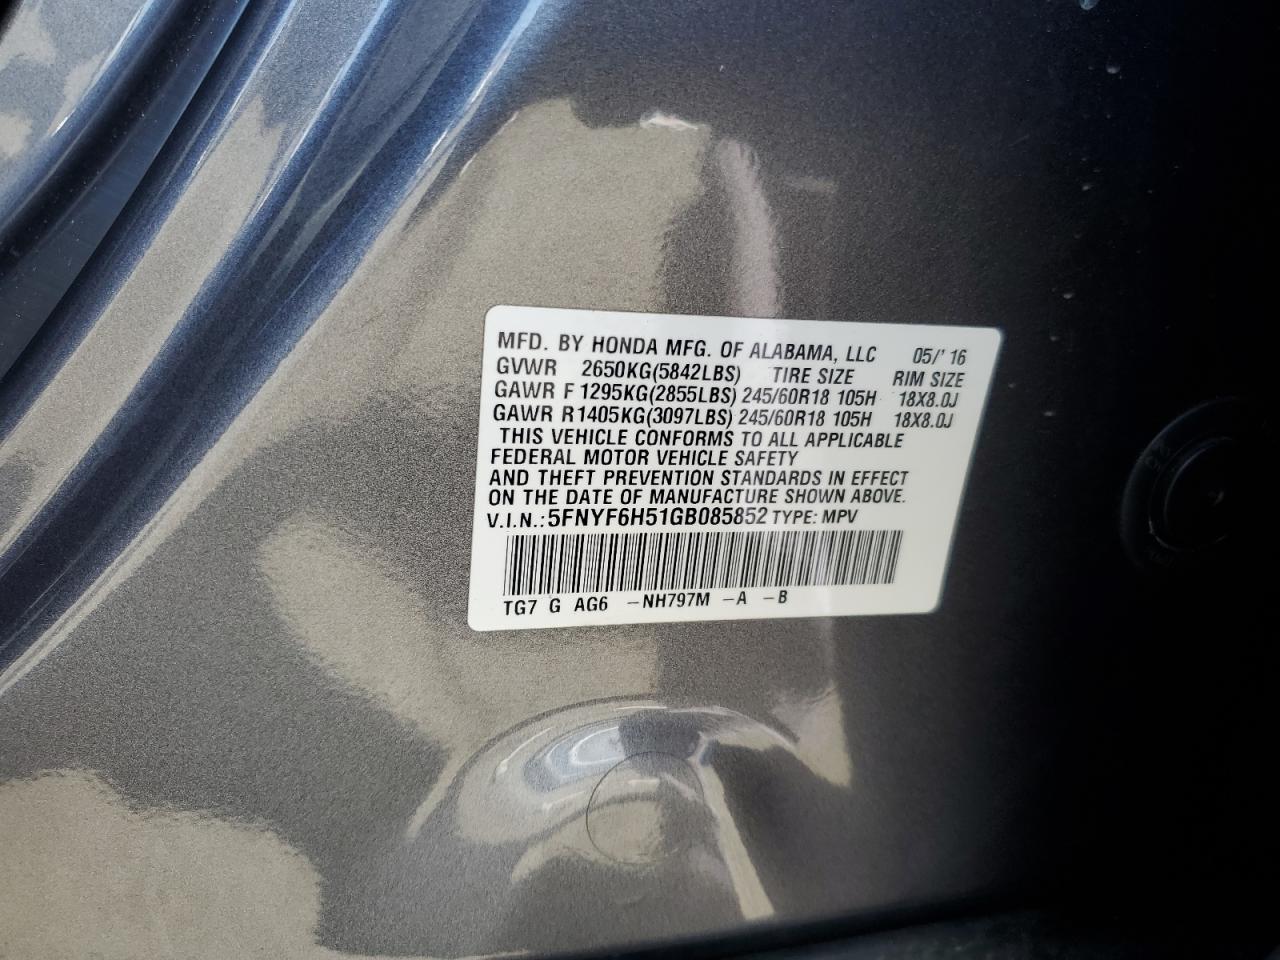 MFD. BY HONDA MFG. OF ALABAMA, LLC 05/'16
GVWR 2650KG(5842LBS) TIRE SIZE RIM SIZE
GAWR F 1295KG(2855LBS) 245/60R18 105H 18X8.0J
GAWR R1405KG(3097LBS) 245/60R18 105H 18X8.0J
THIS VEHICLE CONFORMS TO ALL APPLICABLE
FEDERAL MOTOR VEHICLE SAFETY
AND THEFT PREVENTION STANDARDS IN EFFECT
ON THE DATE OF MANUFACTURE SHOWN ABOVE.
V.I.N.: 5FNYF6H51GB085852 TYPE: MPV
TG7 G AG6 -NH797M -A -B